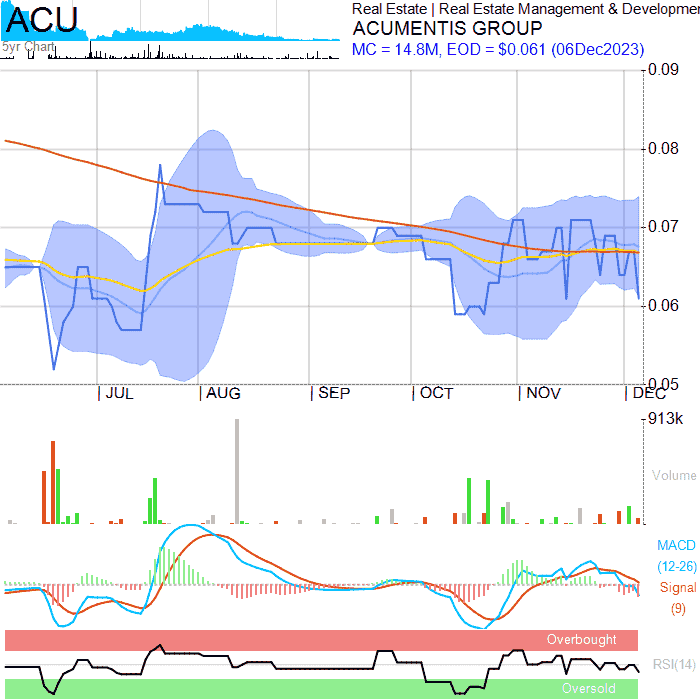 ACU
5yr Chart
Real Estate | Real Estate Management & Developmen
ACUMENTIS GROUP
MC = 14.8M, EOD = $0.061 (06Dec2023)
0.09
0.08
0.07
0.06
0.05
JUL
AUG
SEP
OCT
NOV
DEC
913k
Volume
MACD
(12-26)
Signal
(9)
Overbought
RSI(14)
Oversold